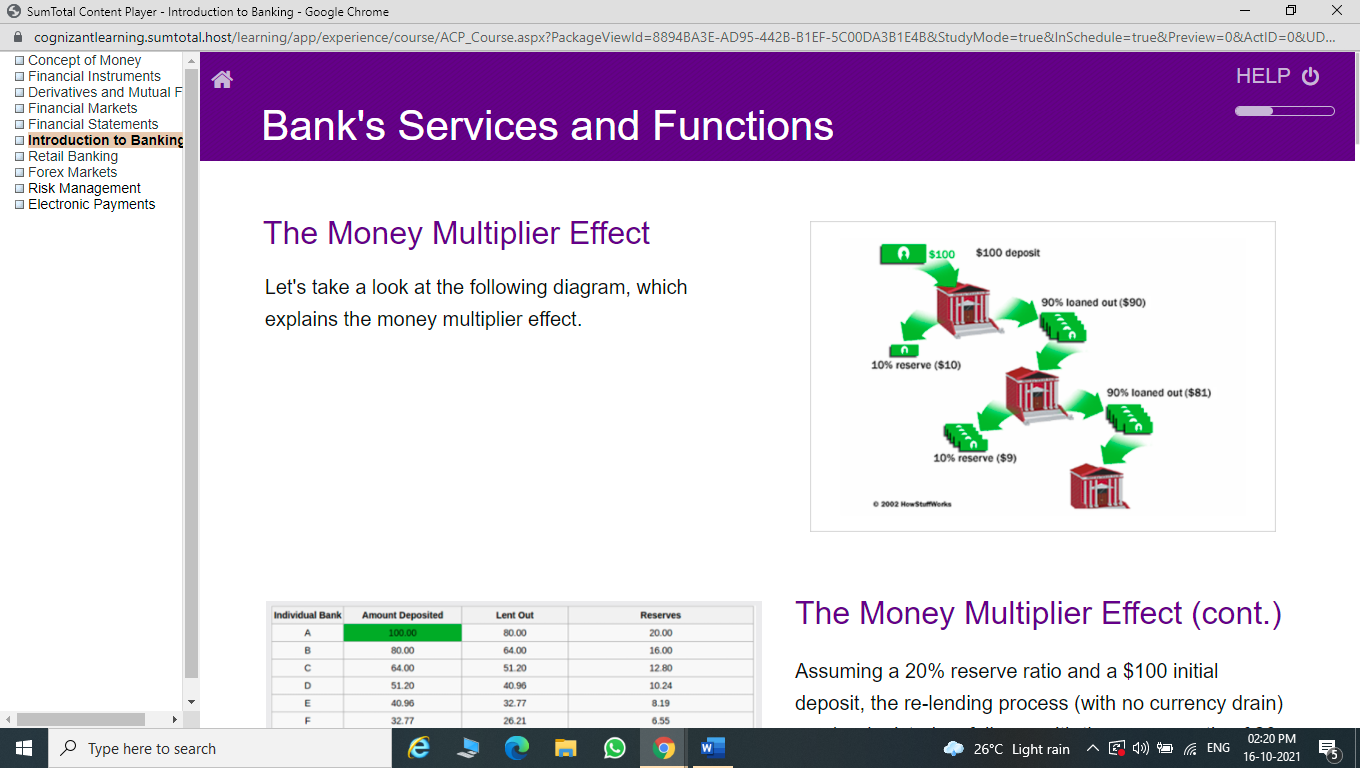 SumTotal Content Player - Introduction to Banking - Google Chrome
cognizantlearning.sumtotal.host/learning/app/experience/course/ACP_Course.aspx?PackageViewId=8894BA3E-AD95-442B-B1EF-5C00DA3B1E4B&StudyMode=true&InSchedule=true&Preview=0&ActID=0&UD...
Concept of Money
Financial Instruments
Derivatives and Mutual F
Financial Markets
Financial Statements
Introduction to Banking
Retail Banking
Forex Markets
Risk Management
Electronic Payments
HELP
Bank's Services and Functions
The Money Multiplier Effect
Let's take a look at the following diagram, which
explains the money multiplier effect.
$100 $100 deposit
90% loaned out ($90)
10% reserve ($10)
90% loaned out ($81)
10% reserve ($9)
© 2002 HowStuffWorks
Individual Bank Amount Deposited Lent Out Reserves
A 100.00 80.00 20.00
B 80.00 64.00 16.00
C 64.00 51.20 12.80
D 51.20 40.96 10.24
E 40.96 32.77 8.19
F 32.77 26.21 6.55
The Money Multiplier Effect (cont.)
Assuming a 20% reserve ratio and a $100 initial
deposit, the re-lending process (with no currency drain)
Type here to search
26°C Light rain
ENG
02:20 PM
16-10-2021
5